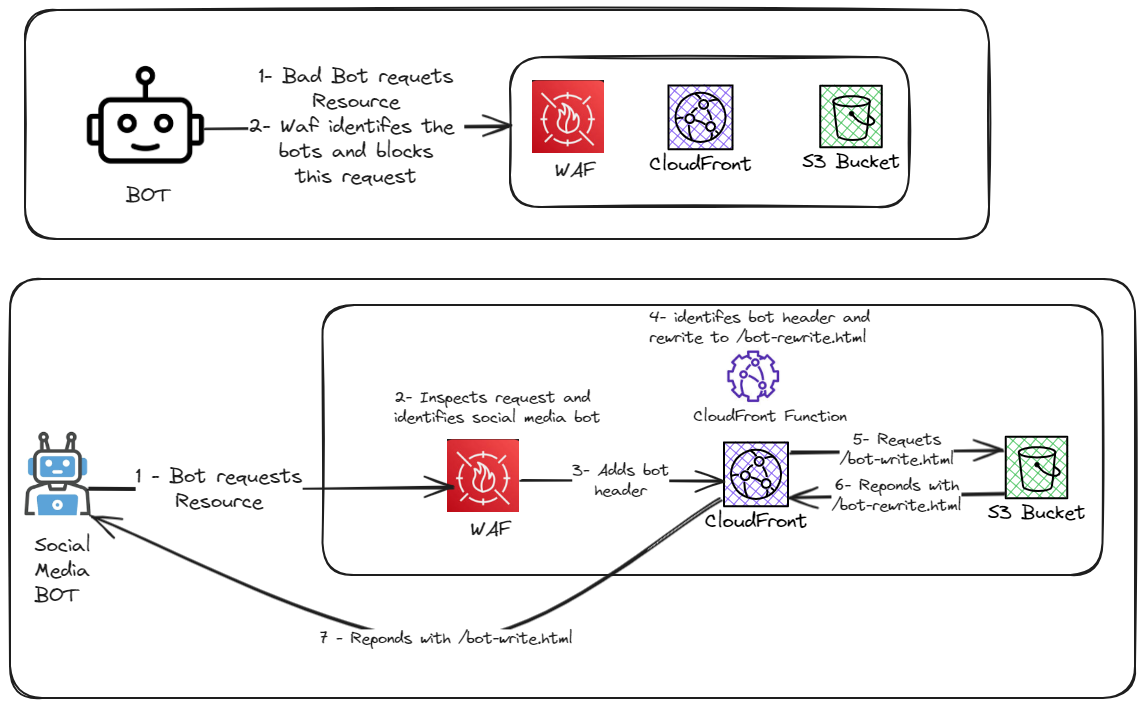 1- Bad Bot requets
Resource
2- Waf identifes the
bots and blocks
this request
BOT
WAF
CloudFront
S3 Bucket
4- identifes bot header and
rewrite to /bot-rewrite.html
CloudFront Function
2- Inspects request and
identifies social media bot
1 - Bot requests
Resource
WAF
3- Adds bot
header
CloudFront
5- Requets
/bot-write.html
6- Reponds with
/bot-rewrite.html
S3 Bucket
Social
Media
BOT
7 - Reponds with /bot-write.html